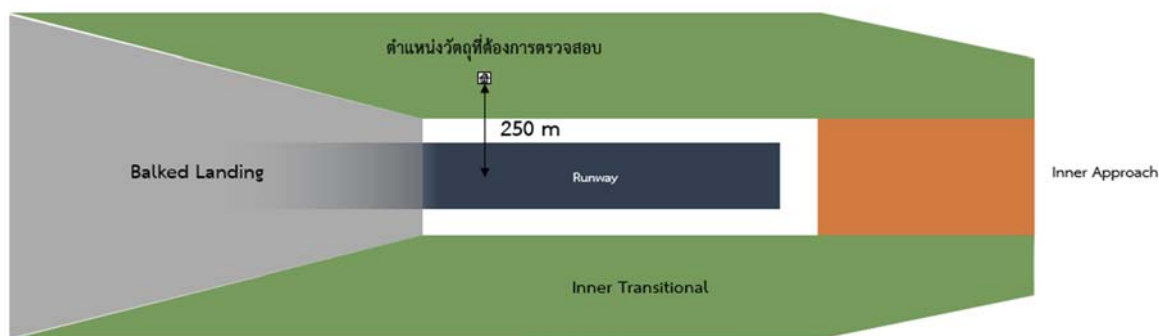 ตำแหน่งวัตถุที่ต้องการตรวจสอบ
250 m
Balked Landing
Runway
Inner Approach
Inner Transitional